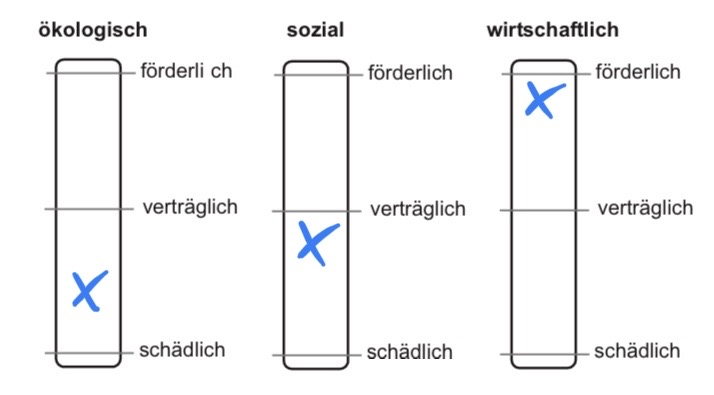 ökologisch sozial wirtschaftlich
förderli ch förderlich förderlich
verträglich verträglich verträglich
schädlich schädlich schädlich